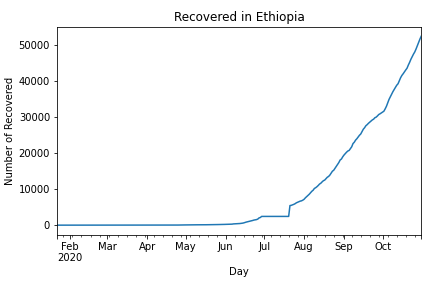 Recovered in Ethiopia
Number of Recovered
50000
40000
30000
20000
10000
0
Feb Mar Apr May Jun Jul Aug Sep Oct
2020
Day